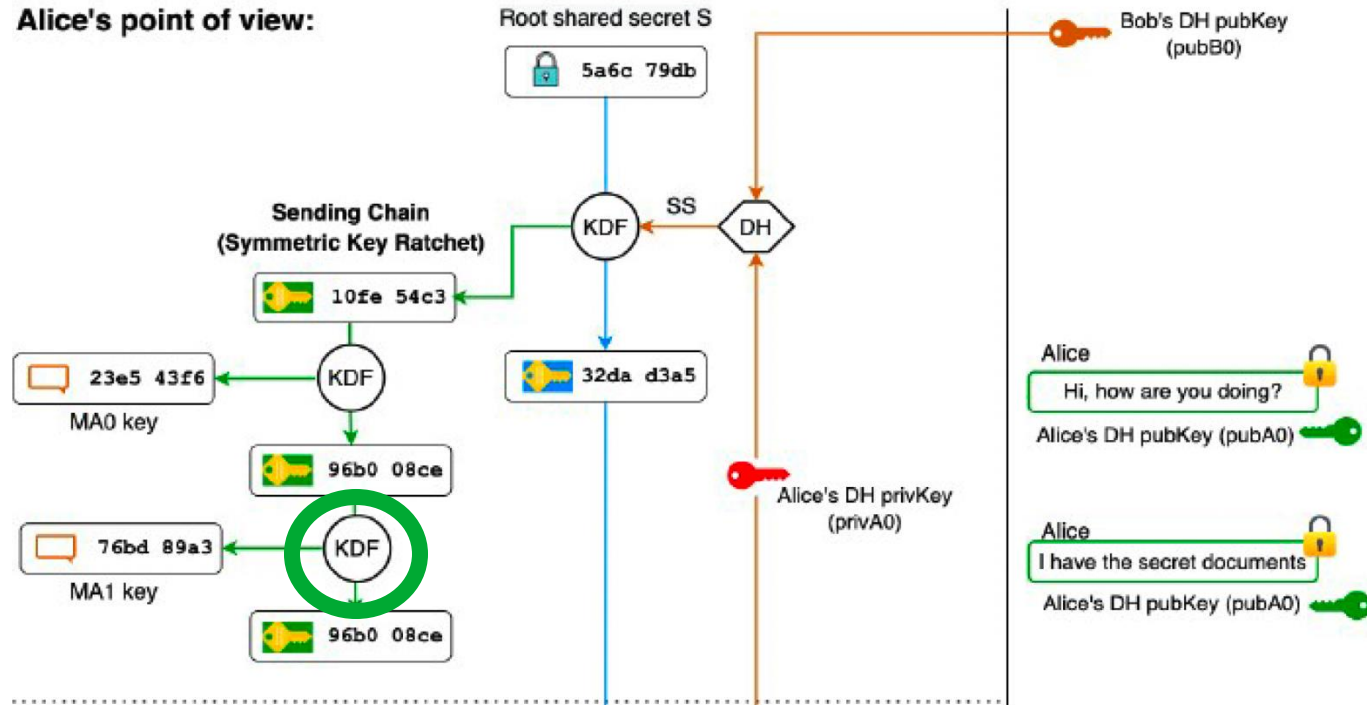 Alice's point of view:
Root shared secret S
5a6c 79db
Bob's DH pubKey
(pubB0)
Sending Chain
(Symmetric Key Ratchet)
KDF
SS
DH
10fe 54c3
KDF
23e5 43f6
MA0 key
32da d3a5
96b0 08ce
KDF
76bd 89a3
MA1 key
96b0 08ce
Alice's DH privKey
(privA0)
Alice
Hi, how are you doing?
Alice's DH pubKey (pubA0)
Alice
I have the secret documents
Alice's DH pubKey (pubA0)